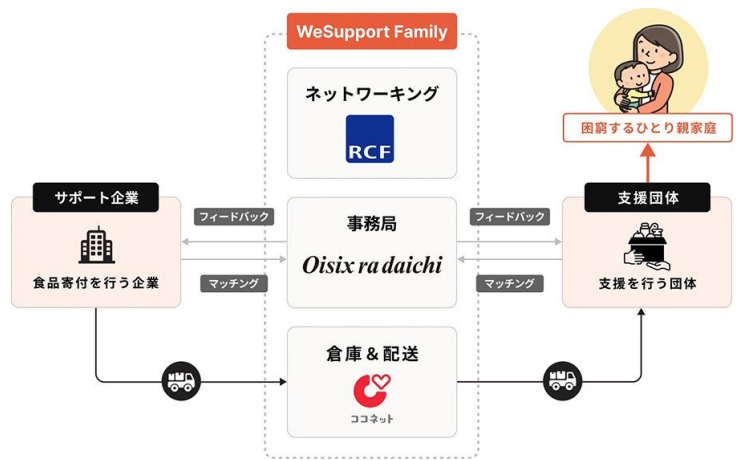 WeSupport Family
ネットワーキング
RCF
困窮するひとり親家庭
サポート企業
食品寄付を行う企業
フィードバック
マッチング
事務局
Oisix ra daichi
フィードバック
マッチング
支援団体
支援を行う団体
倉庫&配送
ココネット